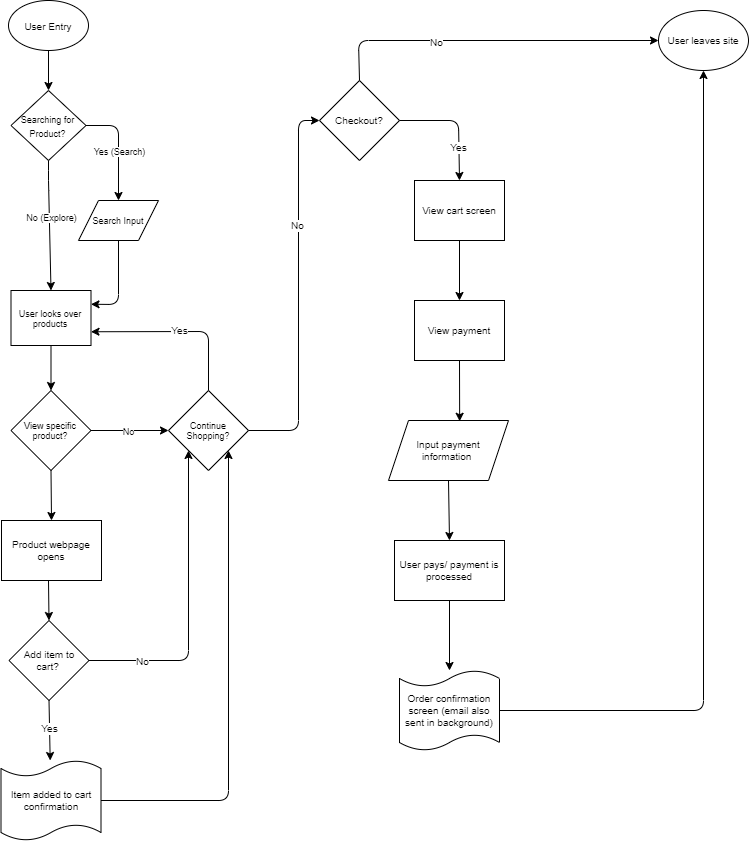 User Entry
Searching for
Product?
Yes (Search)
No (Explore)
Search Input
User looks over
products
Yes
View specific
product?
No
Continue
Shopping?
Product webpage
opens
Add item to
cart?
No
Yes
Item added to cart
confirmation
No
Checkout?
No
User leaves site
Yes
View cart screen
View payment
Input payment
information
User pays/ payment is
processed
Order confirmation
screen (email also
sent in background)